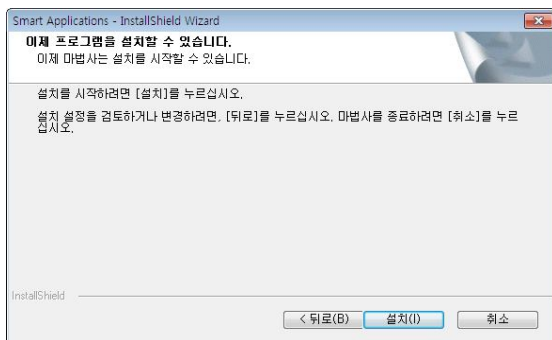 Smart Applications - InstallShield Wizard
이제 프로그램을 설치할 수 있습니다.
이제 마법사는 설치를 시작할 수 있습니다.
설치를 시작하려면 [설치]를 누르십시오.
설치 설정을 검토하거나 변경하려면, [뒤로]를 누르십시오. 마법사를 종료하려면 [취소]를 누르
십시오.
InstallShield
< 뒤로(B) 설치(I) 취소